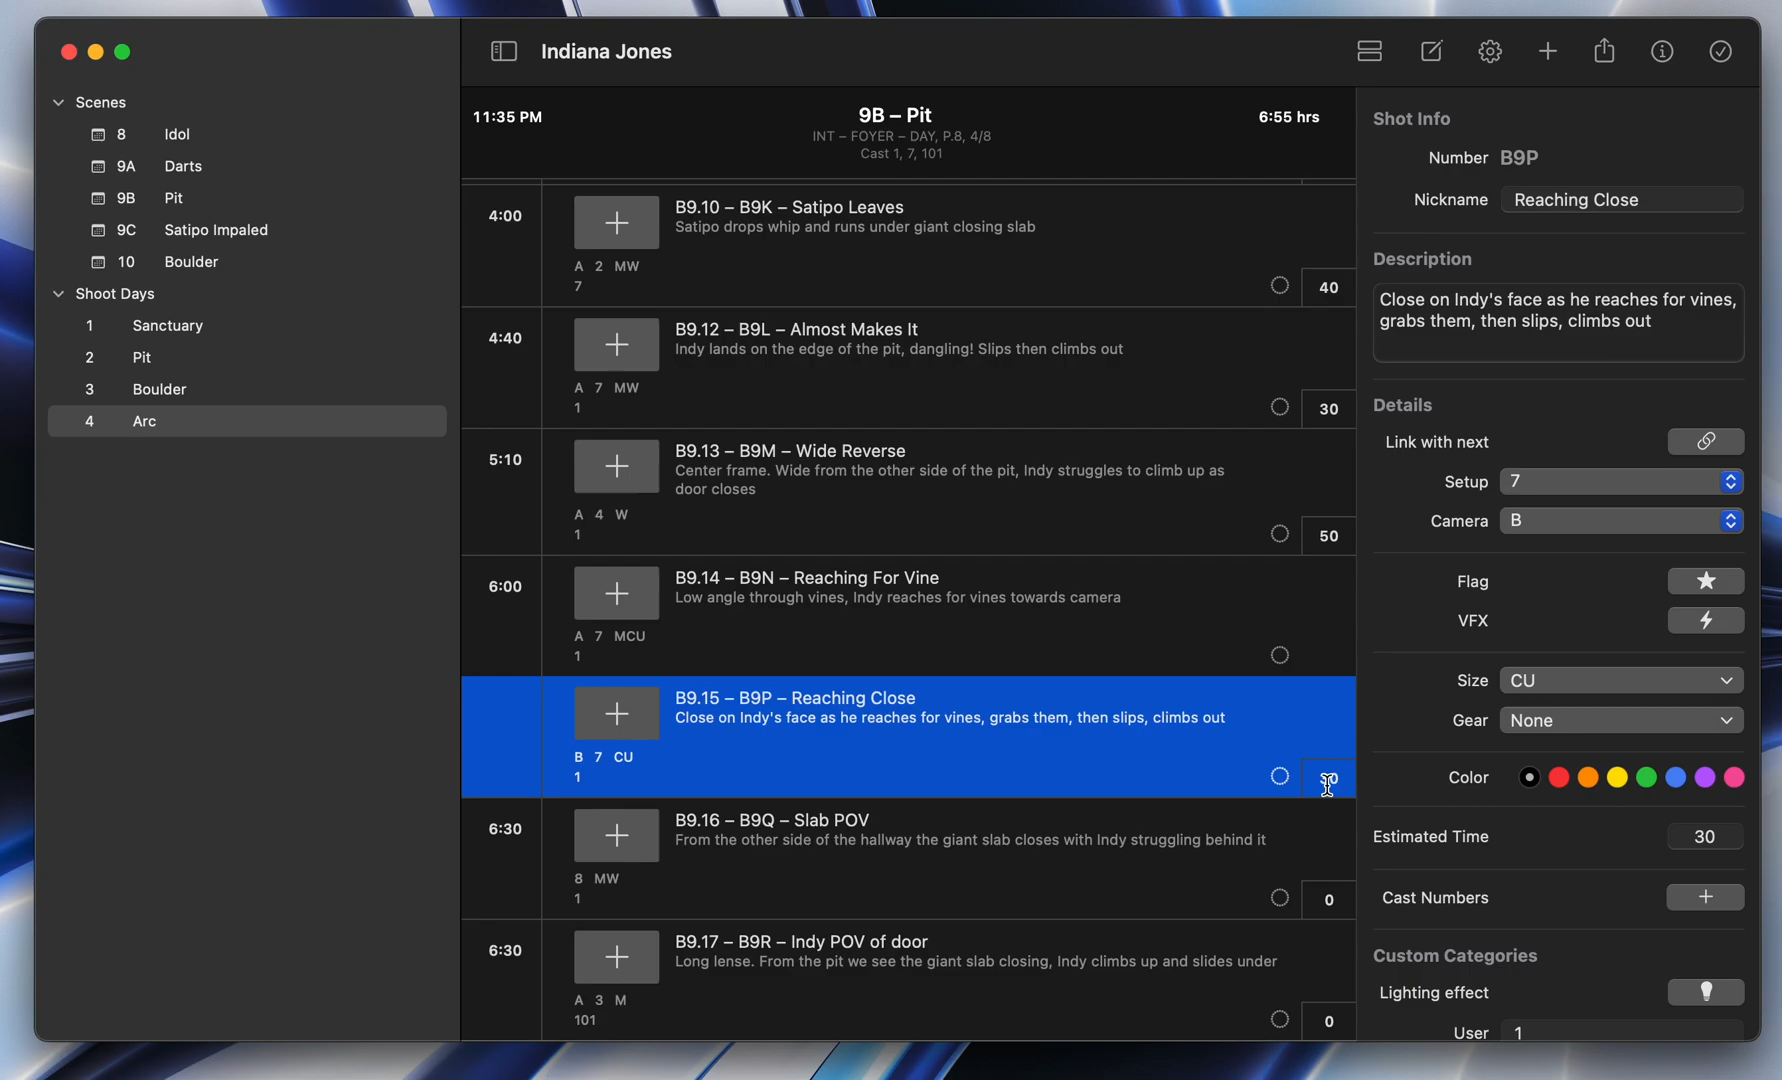 Indiana Jones
Scenes
8 Idol
9A Darts
9B Pit
9C Satipo Impaled
10 Boulder
Shoot Days
1 Sanctuary
2 Pit
3 Boulder
4 Arc
11:35 PM
9B – Pit
6:55 hrs
INT – FOYER – DAY, P.8, 4/8
Cast 1, 7, 101
4:00
B9.10 – B9K – Satipo Leaves
Satipo drops whip and runs under giant closing slab
A 2 MW
7
40
4:40
B9.12 – B9L – Almost Makes It
Indy lands on the edge of the pit, dangling! Slips then climbs out
A 7 MW
1
30
5:10
B9.13 – B9M – Wide Reverse
Center frame. Wide from the other side of the pit, Indy struggles to climb up as
door closes
A 4 W
1
50
6:00
B9.14 – B9N – Reaching For Vine
Low angle through vines, Indy reaches for vines towards camera
A 7 MCU
1
B9.15 – B9P – Reaching Close
Close on Indy's face as he reaches for vines, grabs them, then slips, climbs out
B 7 CU
1
30
6:30
B9.16 – B9Q – Slab POV
From the other side of the hallway the giant slab closes with Indy struggling behind it
8 MW
1
0
6:30
B9.17 – B9R – Indy POV of door
Long lense. From the pit we see the giant slab closing, Indy climbs up and slides under
A 3 M
101
0
Shot Info
Number B9P
Nickname Reaching Close
Description
Close on Indy's face as he reaches for vines,
grabs them, then slips, climbs out
Details
Link with next
Setup 7
Camera B
Flag
VFX
Size CU
Gear None
Color
Estimated Time 30
Cast Numbers
Custom Categories
Lighting effect
User 1